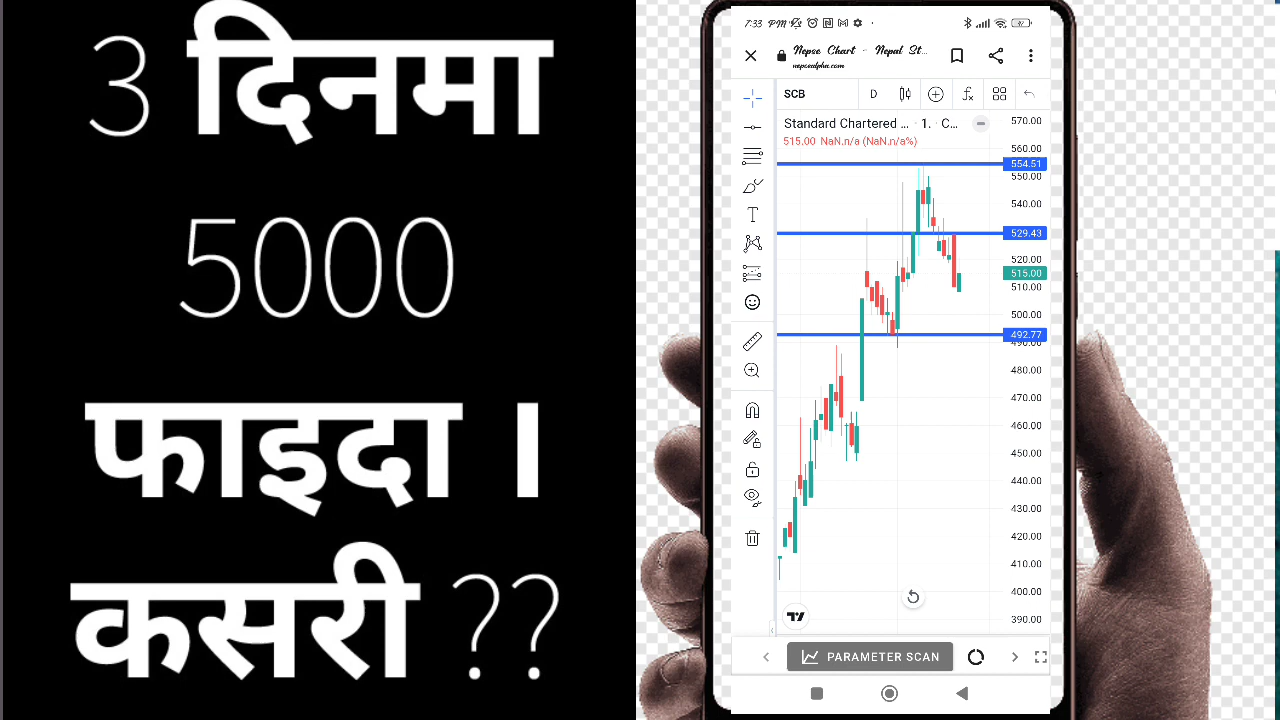 3 दिनमा
5000
फाइदा ।
कसरी ??
7:33 PM
Nepse Chart - Nepal St...
nepsealpha.com
SCB
D
Standard Chartered ... · 1. · C...
515.00 NaN.n/a (NaN.n/a%)
570.00
560.00
554.51
550.00
540.00
529.43
520.00
515.00
510.00
500.00
492.77
490.00
480.00
470.00
460.00
450.00
440.00
430.00
420.00
410.00
400.00
390.00
PARAMETER SCAN